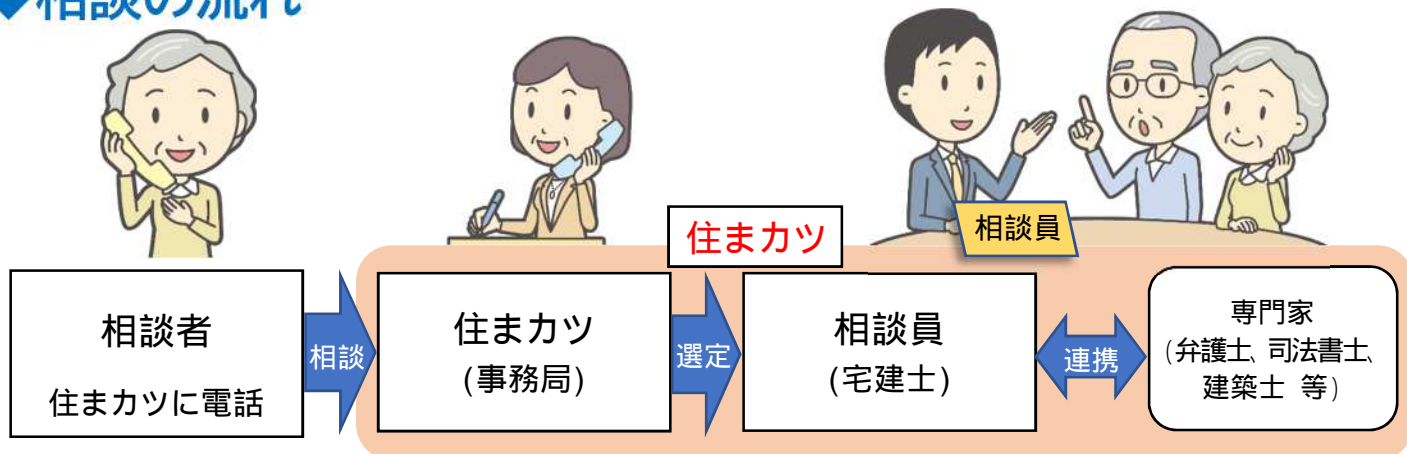 ◆相談の流れ
住まカツ
相談員
相談者
住まカツに電話
相談
住まカツ
(事務局)
選定
相談員
(宅建士)
連携
専門家
(弁護士、司法書士、
建築士 等)